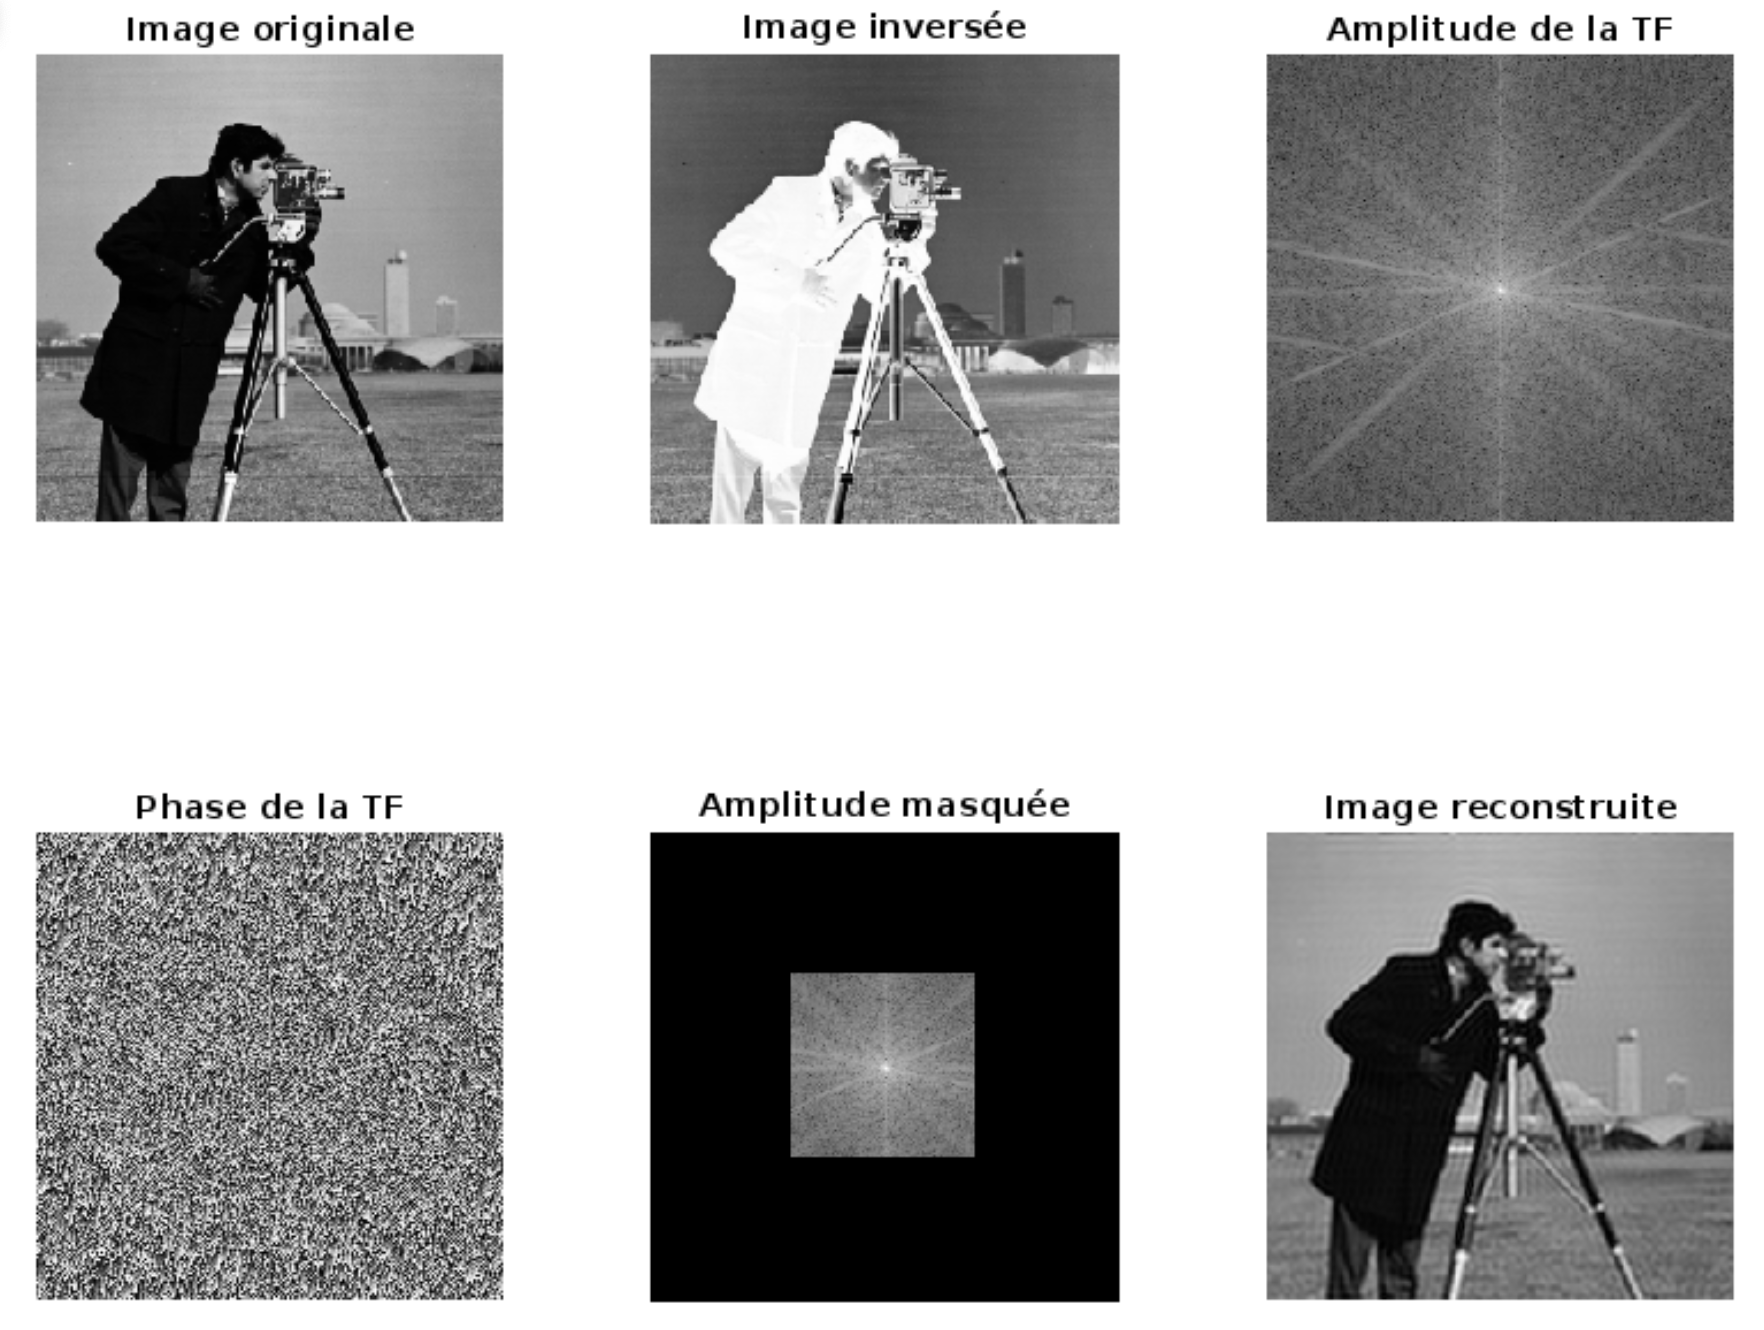 Image originale
Image inversée
Amplitude de la TF
Phase de la TF
Amplitude masquée
Image reconstruite